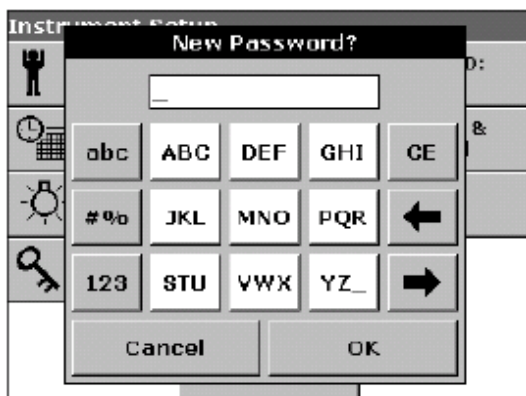 Instrument Setup
New Password?
D:
_
&
abc ABC DEF GHI CE
#% JKL MNO PQR
123 STU VWX YZ_
Cancel OK